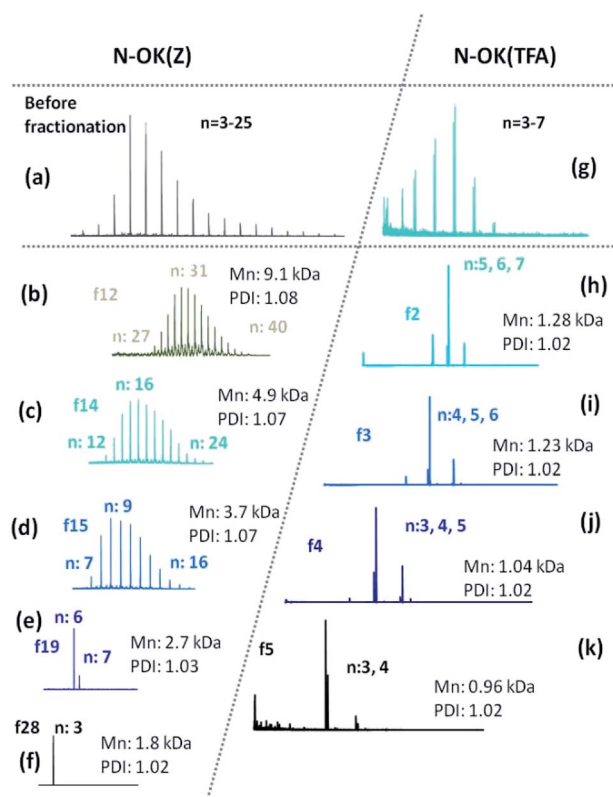 N-OK(Z)
N-OK(TFA)
Before
fractionation
n=3-25
(a)
n=3-7
(g)
(b)
f12
n: 31
n: 27
n: 40
Mn: 9.1 kDa
PDI: 1.08
n:5, 6, 7
(h)
f2
Mn: 1.28 kDa
PDI: 1.02
(c)
f14
n: 16
n: 12
n: 24
Mn: 4.9 kDa
PDI: 1.07
n:4, 5, 6
(i)
f3
Mn: 1.23 kDa
PDI: 1.02
(d)
f15
n: 9
n: 7
n: 16
Mn: 3.7 kDa
PDI: 1.07
n:3, 4, 5
(j)
f4
Mn: 1.04 kDa
PDI: 1.02
(e)
n: 6
f19
n: 7
Mn: 2.7 kDa
PDI: 1.03
f5
n:3, 4
(k)
Mn: 0.96 kDa
PDI: 1.02
f28 n: 3
(f)
Mn: 1.8 kDa
PDI: 1.02